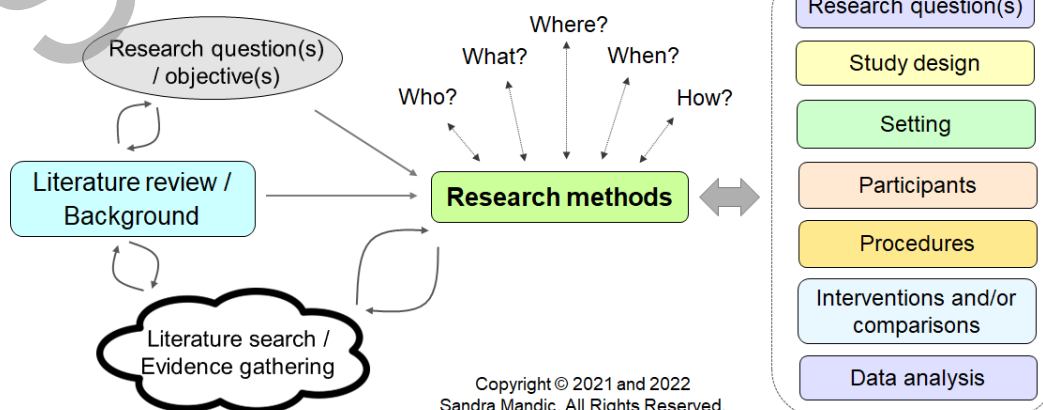 Research question(s)
/ objective(s)
Who?
What?
Where?
When?
How?
Literature review /
Background
Research methods
Literature search /
Evidence gathering
Research question(s)
Study design
Setting
Participants
Procedures
Interventions and/or
comparisons
Data analysis
Copyright © 2021 and 2022
Sandra Mandic. All Rights Reserved.